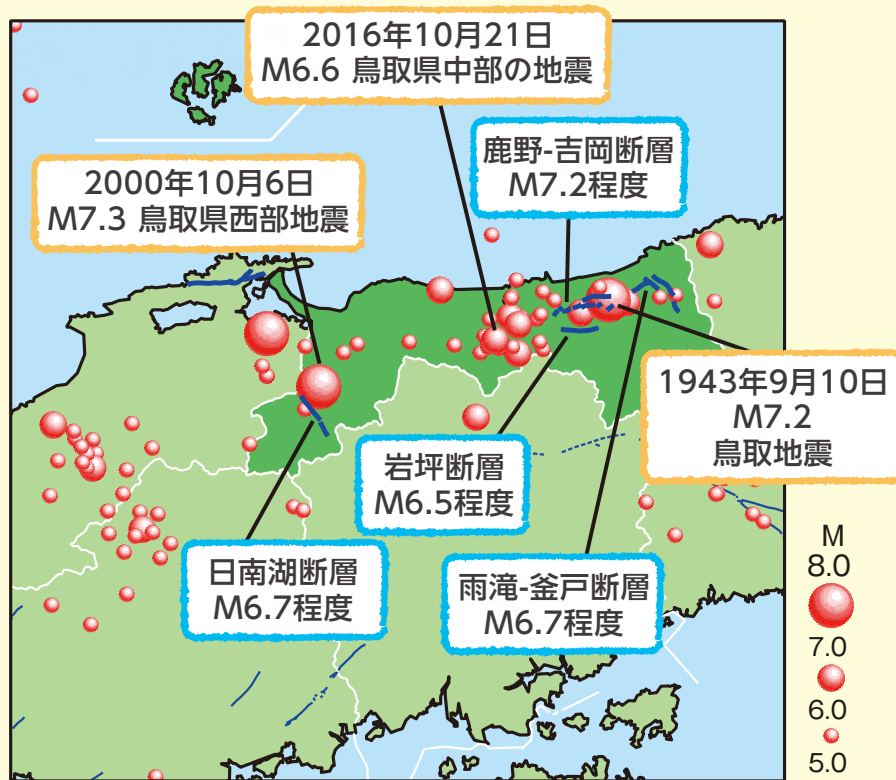 2016年10月21日
M6.6 鳥取県中部の地震
鹿野-吉岡断層
M7.2程度
2000年10月6日
M7.3 鳥取県西部地震
1943年9月10日
M7.2
鳥取地震
岩坪断層
M6.5程度
日南湖断層
M6.7程度
雨滝-釜戸断層
M6.7程度
M
8.0
7.0
6.0
5.0